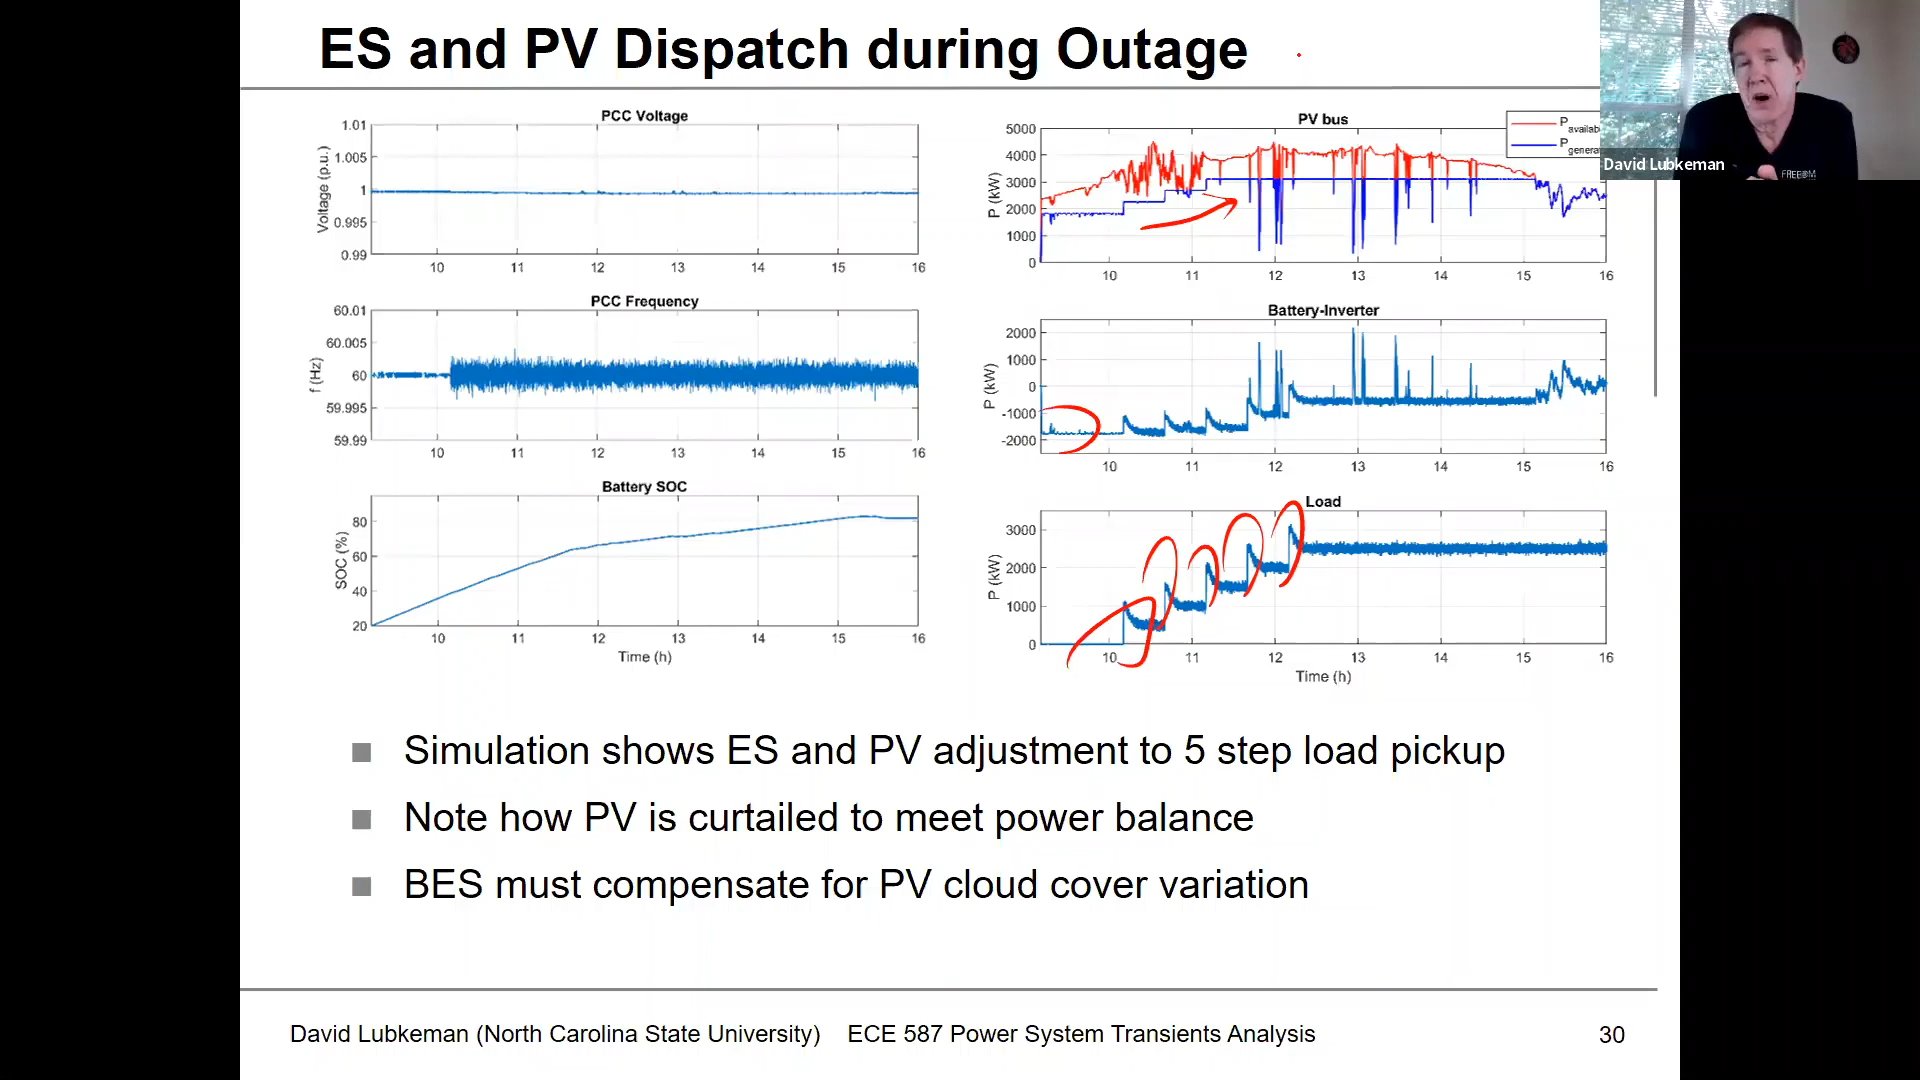 ES and PV Dispatch during Outage
PCC Voltage
1.01
1.005
1
0.995
0.99
Voltage (p.u.)
10 11 12 13 14 15 16
PCC Frequency
60.01
60.005
60
59.995
59.99
f (Hz)
10 11 12 13 14 15 16
Battery SOC
80
60
40
20
SOC (%)
10 11 12 13 14 15 16
Time (h)
PV bus
5000
4000
3000
2000
1000
0
P (kW)
10 11 12 13 14 15 16
P
P
Battery-Inverter
2000
1000
0
-1000
-2000
P (kW)
10 11 12 13 14 15 16
Load
3000
2000
1000
0
P (kW)
10 11 12 13 14 15 16
Time (h)
David Lubkeman
FREEDM
Simulation shows ES and PV adjustment to 5 step load pickup
Note how PV is curtailed to meet power balance
BES must compensate for PV cloud cover variation
David Lubkeman (North Carolina State University) ECE 587 Power System Transients Analysis
30